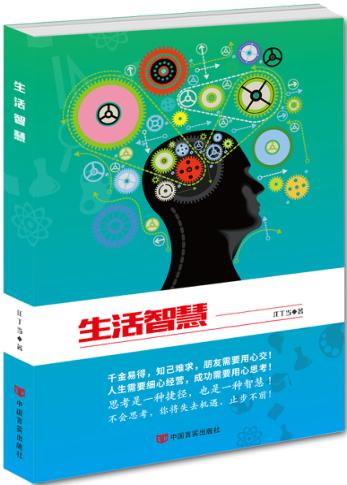 生活智慧
江丁当◆著
生活智慧
江丁当◆著
千金易得，知己难求，朋友需要用心交！
人生需要细心经营，成功需要用心思考！
思考是一种捷径，也是一种智慧！
不会思考，你将失去机遇、止步不前！
中国言实出版社